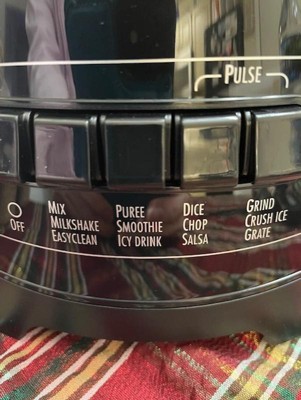 PULSE
OFF
MIX
MILKSHAKE
EASYCLEAN
PUREE
SMOOTHIE
ICY DRINK
DICE
CHOP
SALSA
GRIND
CRUSH ICE
GRATE